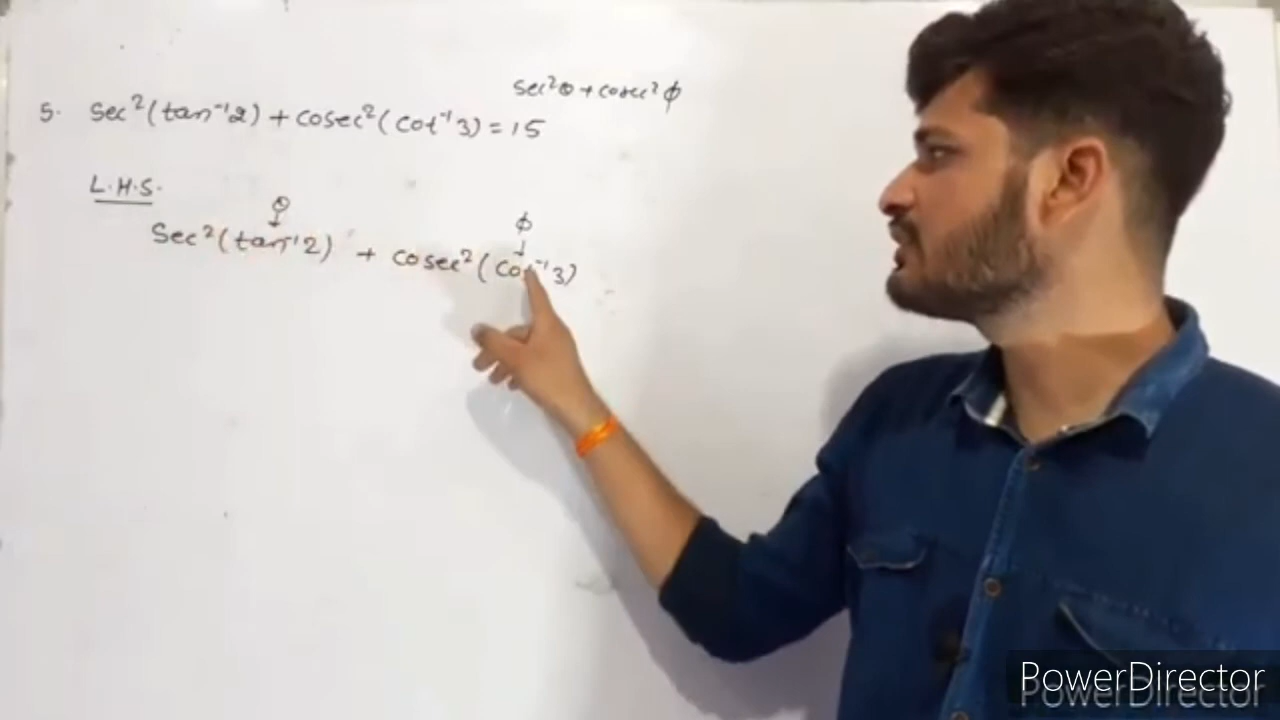 sec²θ + cosec²ϕ
5. sec²(tan⁻¹2) + cosec²(cot⁻¹3) = 15
L.H.S.
θ ϕ
↓ ↓
sec²(tan⁻¹2) + cosec²(cot⁻¹3)
PowerDirector